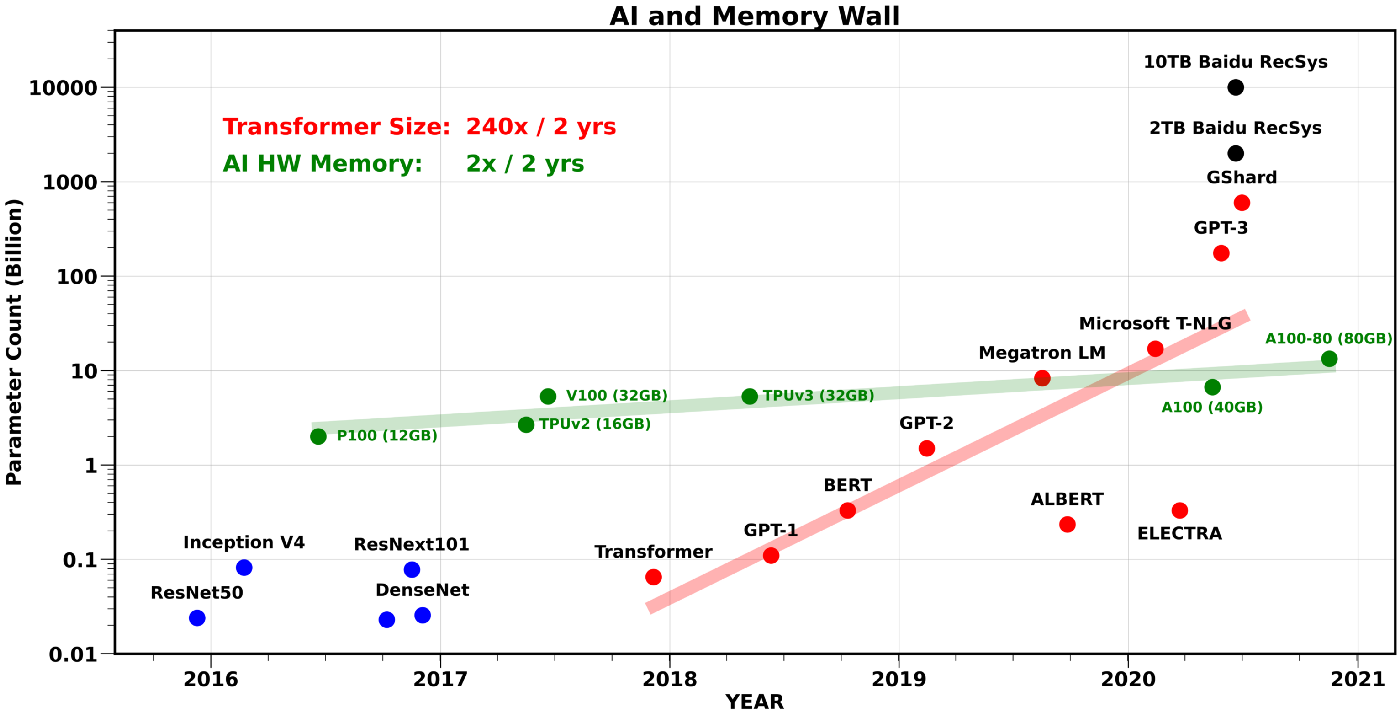 AI and Memory Wall
10TB Baidu RecSys
10000
Transformer Size: 240x / 2 yrs
2TB Baidu RecSys
AI HW Memory: 2x / 2 yrs
1000
GShard
GPT-3
100
Microsoft T-NLG
A100-80 (80GB)
Megatron LM
10
V100 (32GB)
TPUv3 (32GB)
A100 (40GB)
GPT-2
TPUv2 (16GB)
P100 (12GB)
1
BERT
ALBERT
GPT-1
ELECTRA
Inception V4
ResNext101
Transformer
0.1
ResNet50
DenseNet
0.01
2016
2017
2018
2019
2020
2021
YEAR
Parameter Count (Billion)